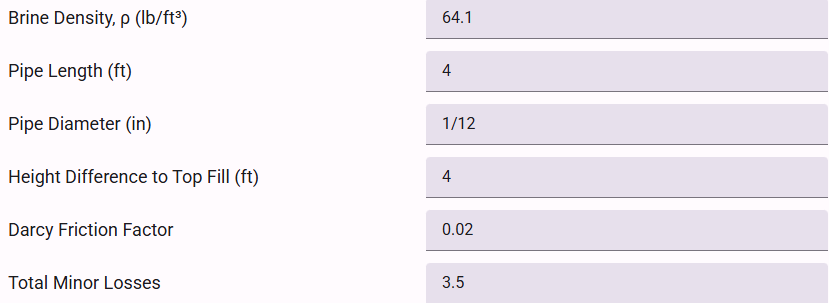 Brine Density, ρ (lb/ft³) 64.1
Pipe Length (ft) 4
Pipe Diameter (in) 1/12
Height Difference to Top Fill (ft) 4
Darcy Friction Factor 0.02
Total Minor Losses 3.5